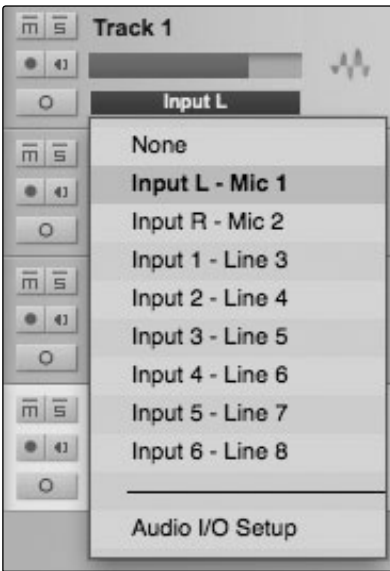 m s Track 1
Input L
None
Input L - Mic 1
m s
Input R - Mic 2
Input 1 - Line 3
Input 2 - Line 4
m s
Input 3 - Line 5
Input 4 - Line 6
m s
Input 5 - Line 7
Input 6 - Line 8
Audio I/O Setup